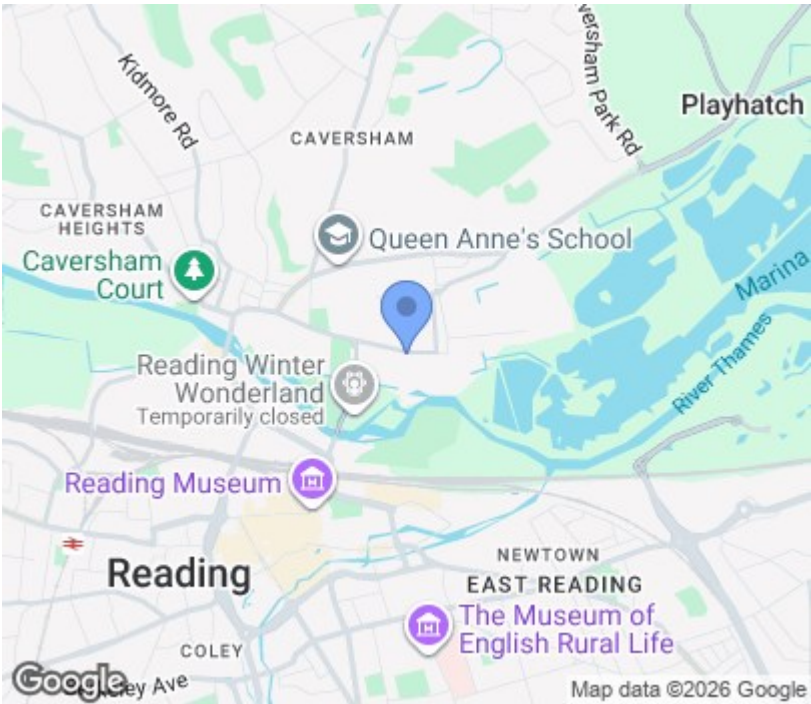 Kidmore Rd
versham
Park Rd
Playhatch
CAVERSHAM
CAVERSHAM
HEIGHTS
Queen Anne's School
Caversham
Court
Marina
River Thames
Reading Winter
Wonderland
Temporarily closed
Reading Museum
Reading
NEWTOWN
EAST READING
The Museum of
English Rural Life
COLEY
Google
Ave
Map data ©2026 Google